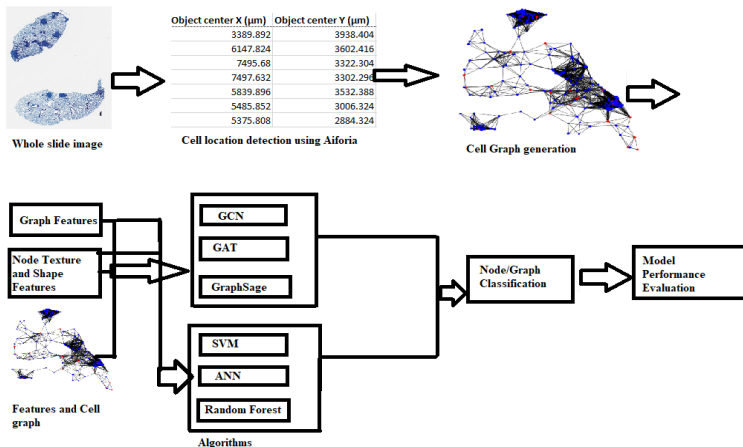 Object center X (µm) Object center Y (µm)
3389.892 3938.404
6147.824 3602.416
7495.68 3322.304
7497.632 3302.296
5839.896 3532.388
5485.852 3006.324
5375.808 2884.324
Whole slide image
Cell location detection using Aiforia
Cell Graph generation
Graph Features
Node Texture
and Shape
Features
Features and Cell
graph
GCN
GAT
GraphSage
SVM
ANN
Random Forest
Algorithms
Node/Graph
Classification
Model
Performance
Evaluation